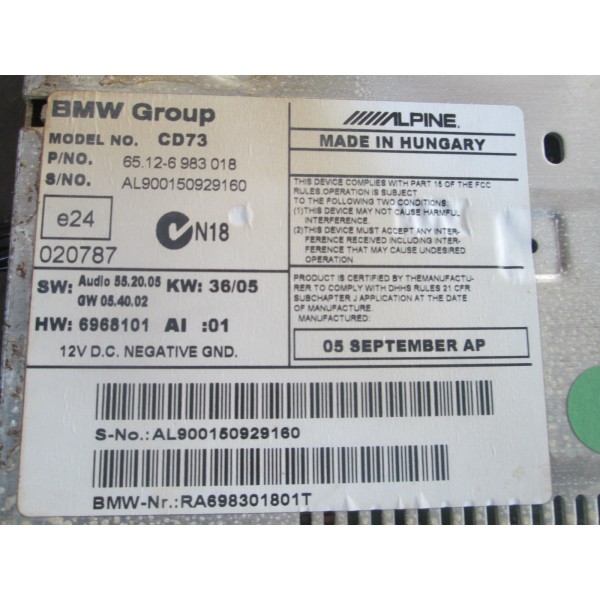 BMW Group
MODEL NO. CD73
P/NO. 65.12-6 983 018
S/NO. AL900150929160
e24
N18
020787
SW: Audio 55.20.05 KW: 36/05
GW 05.40.02
HW: 6968101 AI :01
12V D.C. NEGATIVE GND.
ALPINE.
MADE IN HUNGARY
THIS DEVICE COMPLIES WITH PART 15 OF THE FCC
RULES.OPERATION IS SUBJECT
TO THE FOLLOWING TWO CONDITIONS:
(1)THIS DEVICE MAY NOT CAUSE HARMFUL
INTERFERENCE.
(2)THIS DEVICE MUST ACCEPT ANY INTER-
FERENCE RECEIVED INCLUDING INTER-
FERENCE THAT MAY CAUSE UNDESIRED
OPERATION
PRODUCT IS CERTIFIED BY THEMANUFACTU-
RER TO COMPLY WITH DHHS RULES 21 CFR
SUBCHAPTER J APPLICATION AT THE DATE
OF MANUFACTURE.
MANUFACTURED:
05 SEPTEMBER AP
S-No.:AL900150929160
BMW-Nr.:RA698301801T